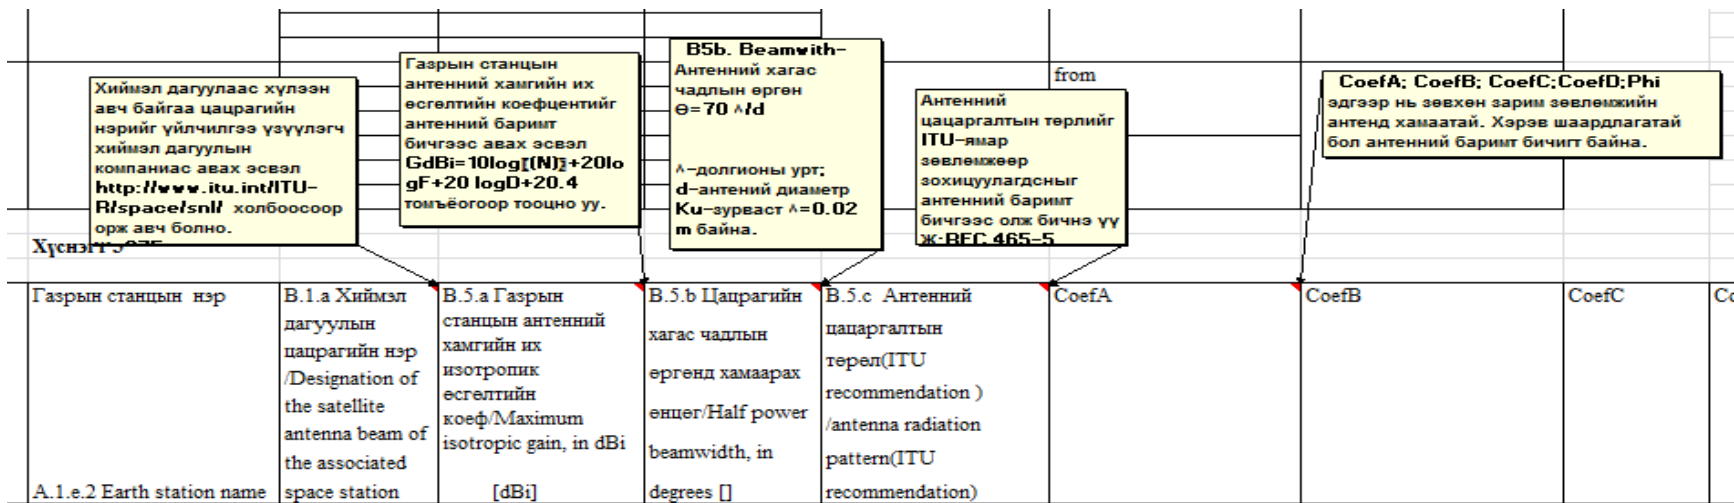 Хиймэл дагуулаас хүлээн
авч байгаа цацрагийн
нэрийг үйлчилгээ үзүүлэгч
хиймэл дагуулын
компаниас авах эсвэл
http://www.itu.int/ITU-
R/space/snl/ холбоосоор
орж авч болно.
Газрын станцын
антенний хамгийн их
өсгөлтийн коефцентийг
антенний баримт
бичгээс авах эсвэл
GdBi=10log[(N)]+20lo
gF+20 logD+20.4
томъёогоор тооцно уу.
B5b. Beamwith-
Антенний хагас
чадлын өргөн
Θ=70 ^/d
^-долгионы урт;
d-антений диаметр
Ku-зурваст ^=0.02
m байна.
Антенний
цацаргалтын төрлийг
ITU-ямар
зөвлөмжөөр
зохицуулагдсныг
антенний баримт
бичгээс олж бичнэ үү
Ж:REC 465-5
from
CoefA; CoefB; CoefC;CoefD;Phi
эдгээр нь зөвхөн зарим зөвлөмжийн
антенд хамаатай. Хэрэв шаардлагатай
бол антенний баримт бичигт байна.
Хүснэгт 3
Газрын станцын нэр
A.1.e.2 Earth station name
B.1.a Хиймэл
дагуулын
цацрагийн нэр
/Designation of
the satellite
antenna beam of
the associated
space station
B.5.a Газрын
станцын антенний
хамгийн их
изотропик
өсгөлтийн
коеф/Maximum
isotropic gain, in dBi
[dBi]
B.5.b Цацрагийн
хагас чадлын
өргөнд хамаарах
өнцөг/Half power
beamwidth, in
degrees []
B.5.c Антенний
цацаргалтын
төрөл(ITU
recommendation )
/antenna radiation
pattern(ITU
recommendation)
CoefA
CoefB
CoefC